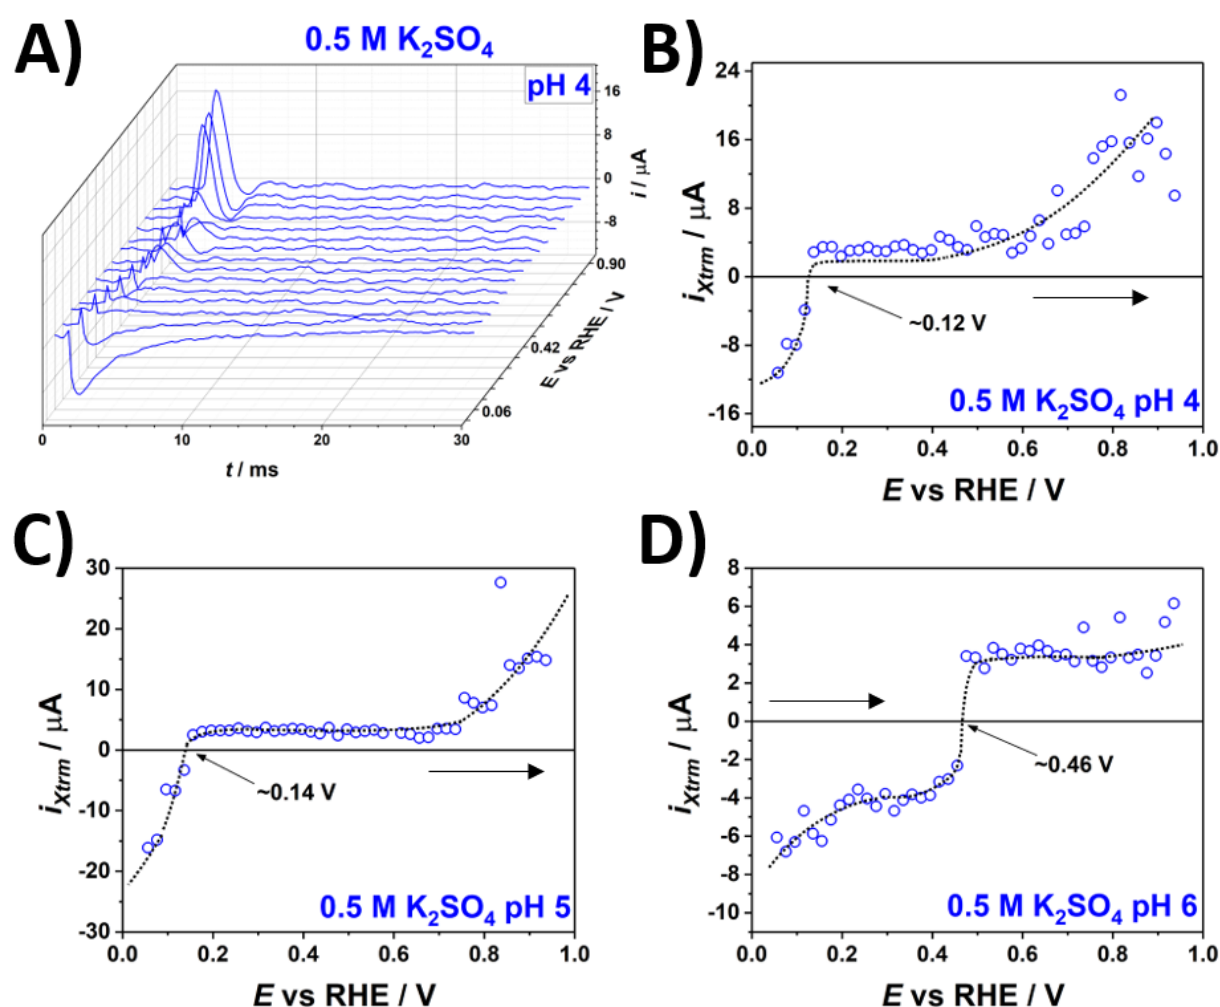 A)
0.5 M K₂SO₄
pH 4
16
8
0
-8
i / μA
0.90
0.42
0.06
E vs RHE / V
0
10
20
30
t / ms
B)
24
16
8
0
-8
-16
i_Xtrm / μA
~0.12 V
0.5 M K₂SO₄ pH 4
0.0 0.2 0.4 0.6 0.8 1.0
E vs RHE / V
C)
30
20
10
0
-10
-20
-30
i_Xtrm / μA
~0.14 V
0.5 M K₂SO₄ pH 5
0.0 0.2 0.4 0.6 0.8 1.0
E vs RHE / V
D)
8
6
4
2
0
-2
-4
-6
-8
-10
i_Xtrm / μA
~0.46 V
0.5 M K₂SO₄ pH 6
0.0 0.2 0.4 0.6 0.8 1.0
E vs RHE / V